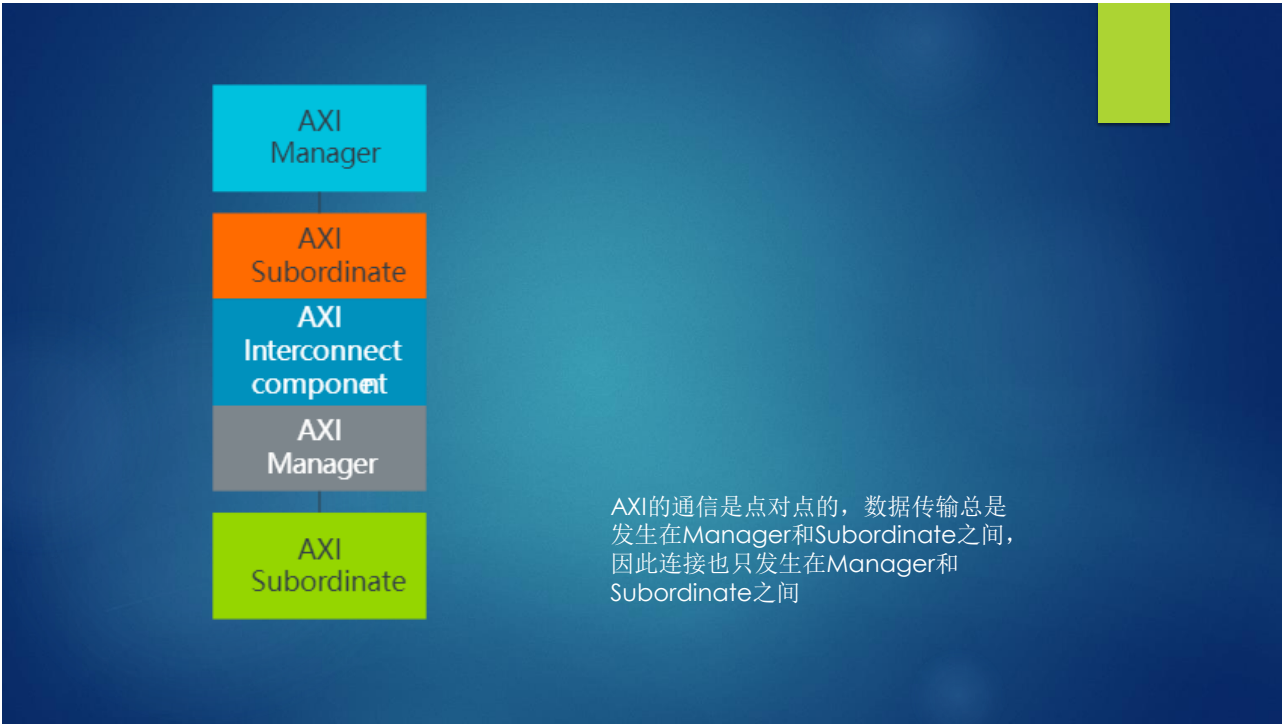 AXI
Manager
AXI
Subordinate
AXI
Interconnect
component
AXI
Manager
AXI
Subordinate
AXI的通信是点对点的，数据传输总是
发生在Manager和Subordinate之间，
因此连接也只发生在Manager和
Subordinate之间